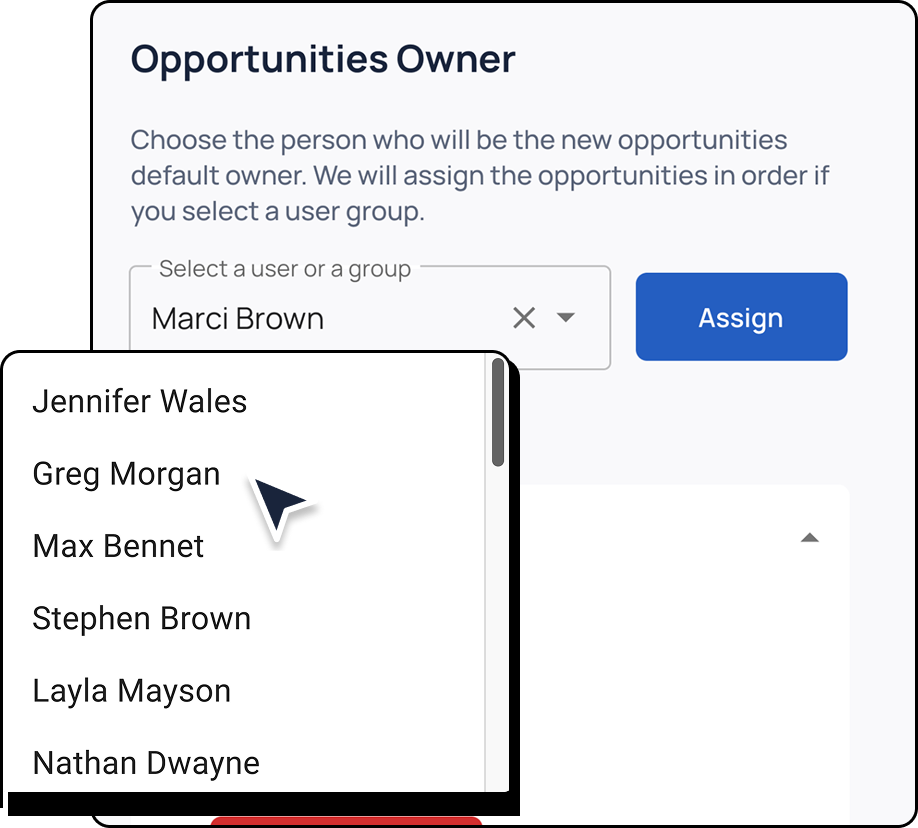 Opportunities Owner
Choose the person who will be the new opportunities
default owner. We will assign the opportunities in order if
you select a user group.
Select a user or a group
Marci Brown
Assign
Jennifer Wales
Greg Morgan
Max Bennet
Stephen Brown
Layla Mayson
Nathan Dwayne